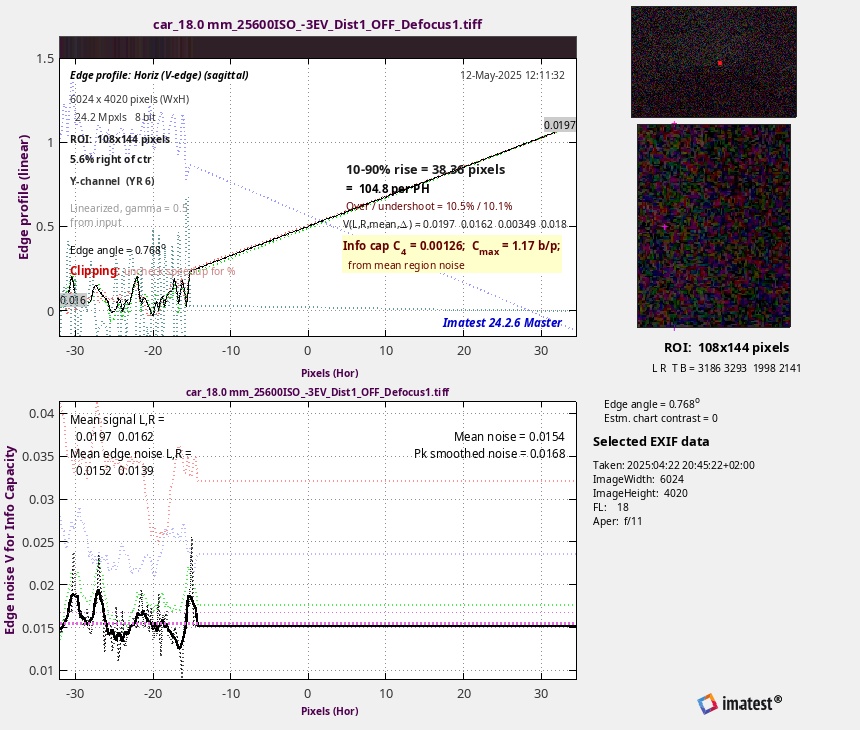 car_18.0 mm_25600ISO_-3EV_Dist1_OFF_Defocus1.tiff
Edge profile: Horiz (V-edge) (sagittal)
12-May-2025 12:11:32
6024 x 4020 pixels (WxH)
24.2 Mpxls 8 bit
ROI: 108x144 pixels
5.6% right of ctr
Y-channel (YR 6)
Linearized, gamma = 0.5
from input
Edge angle = 0.768o
Clipping: uncheck speedup for %
0.016
0.0197
10-90% rise = 38.36 pixels
= 104.8 per PH
Over / undershoot = 10.5% / 10.1%
V(L,R,mean,Δ) = 0.0197 0.0162 0.00349 0.018
Info cap C4 = 0.00126; Cmax = 1.17 b/p;
from mean region noise
Imatest 24.2.6 Master
Edge profile (linear)
1.5
1
0.5
0
-30 -20 -10 0 10 20 30
Pixels (Hor)
car_18.0 mm_25600ISO_-3EV_Dist1_OFF_Defocus1.tiff
Mean signal L,R =
0.0197 0.0162
Mean edge noise L,R =
0.0152 0.0139
Mean noise = 0.0154
Pk smoothed noise = 0.0168
Edge noise V for Info Capacity
0.04
0.035
0.03
0.025
0.02
0.015
0.01
-30 -20 -10 0 10 20 30
Pixels (Hor)
ROI: 108x144 pixels
L R T B = 3186 3293 1998 2141
Edge angle = 0.768o
Estm. chart contrast = 0
Selected EXIF data
Taken: 2025:04:22 20:45:22+02:00
ImageWidth: 6024
ImageHeight: 4020
FL: 18
Aper: f/11
imatest®